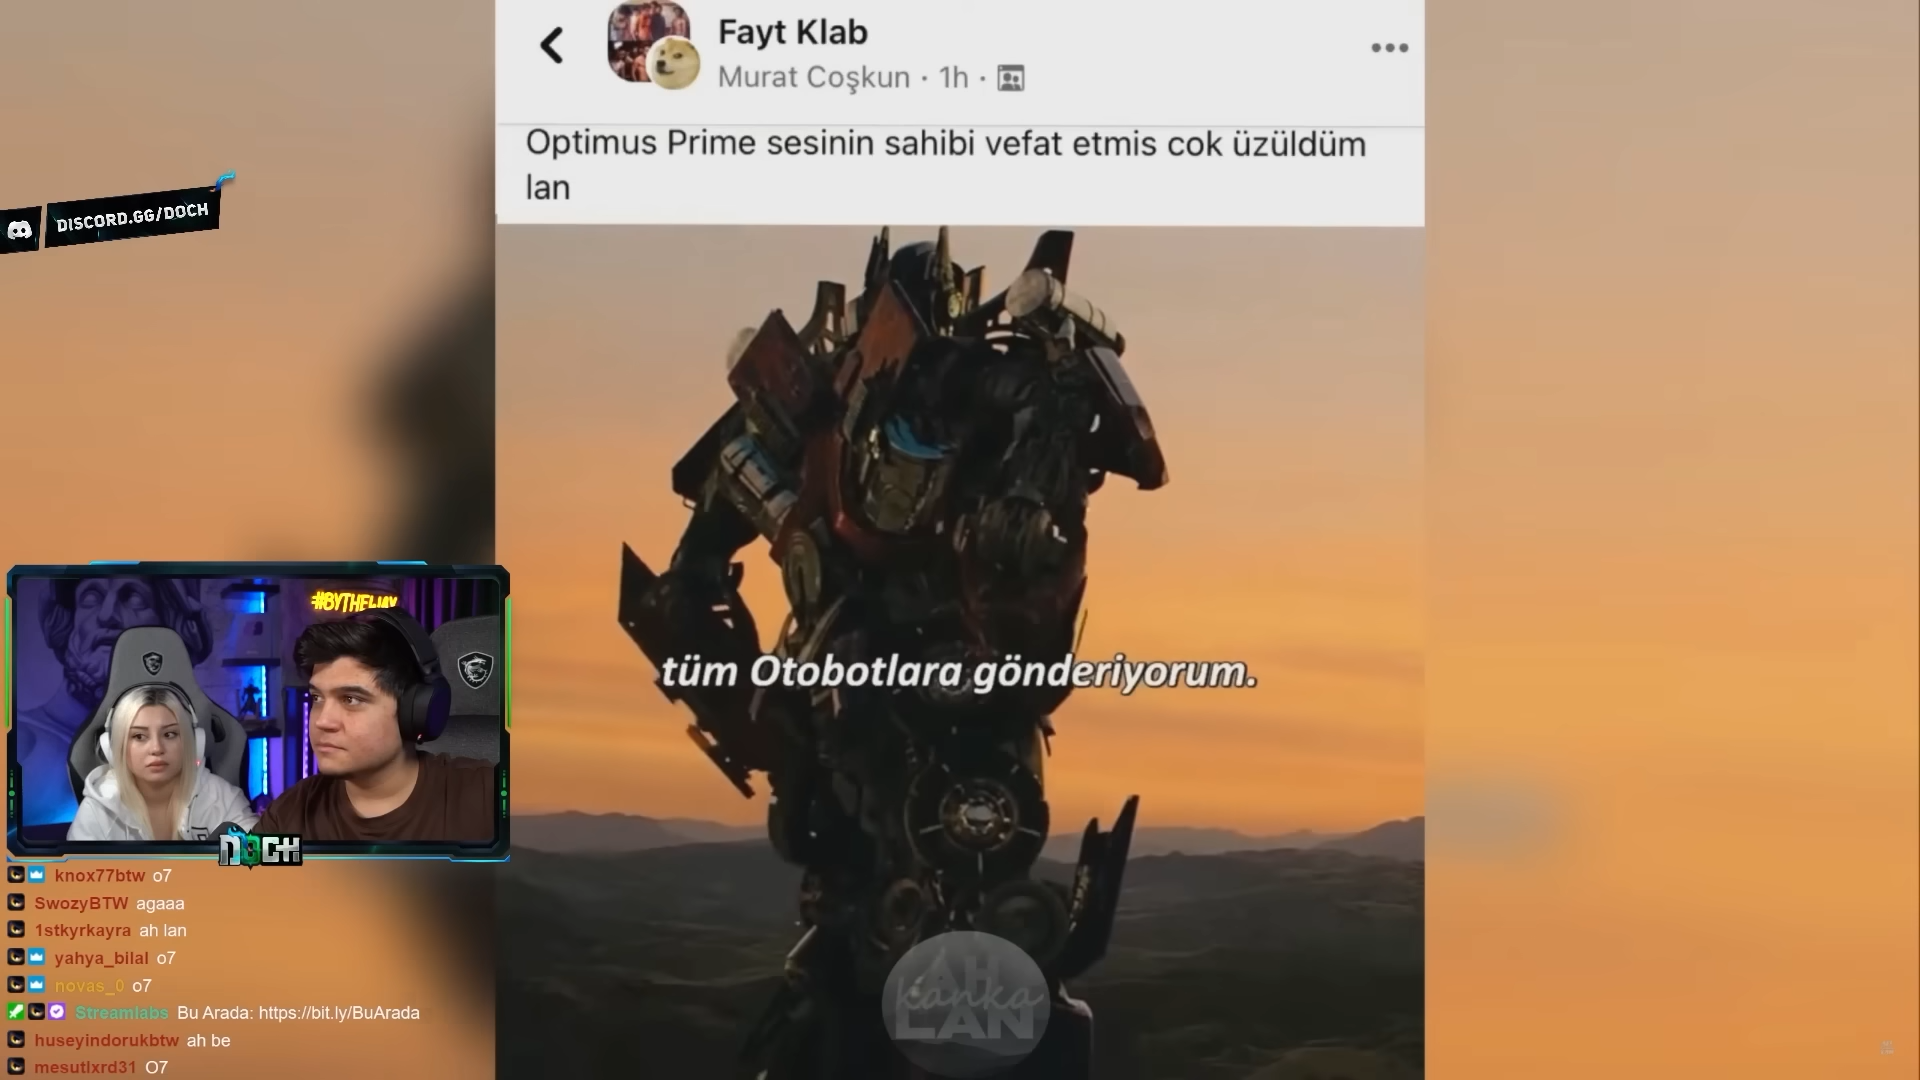 Fayt Klab
Murat Coşkun · 1h ·
Optimus Prime sesinin sahibi vefat etmis cok üzüldüm
lan
DISCORD.GG/DOCH
tüm Otobotlara gönderiyorum.
#BYTHEWAY
DOCH
knox77btw o7
SwozyBTW agaaa
1stkyrkayra ah lan
yahya_bilal o7
novas_0 o7
Streamlabs Bu Arada: https://bit.ly/BuArada
huseyindorukbtw ah be
mesutlxrd31 O7
AH
kanka
LAN